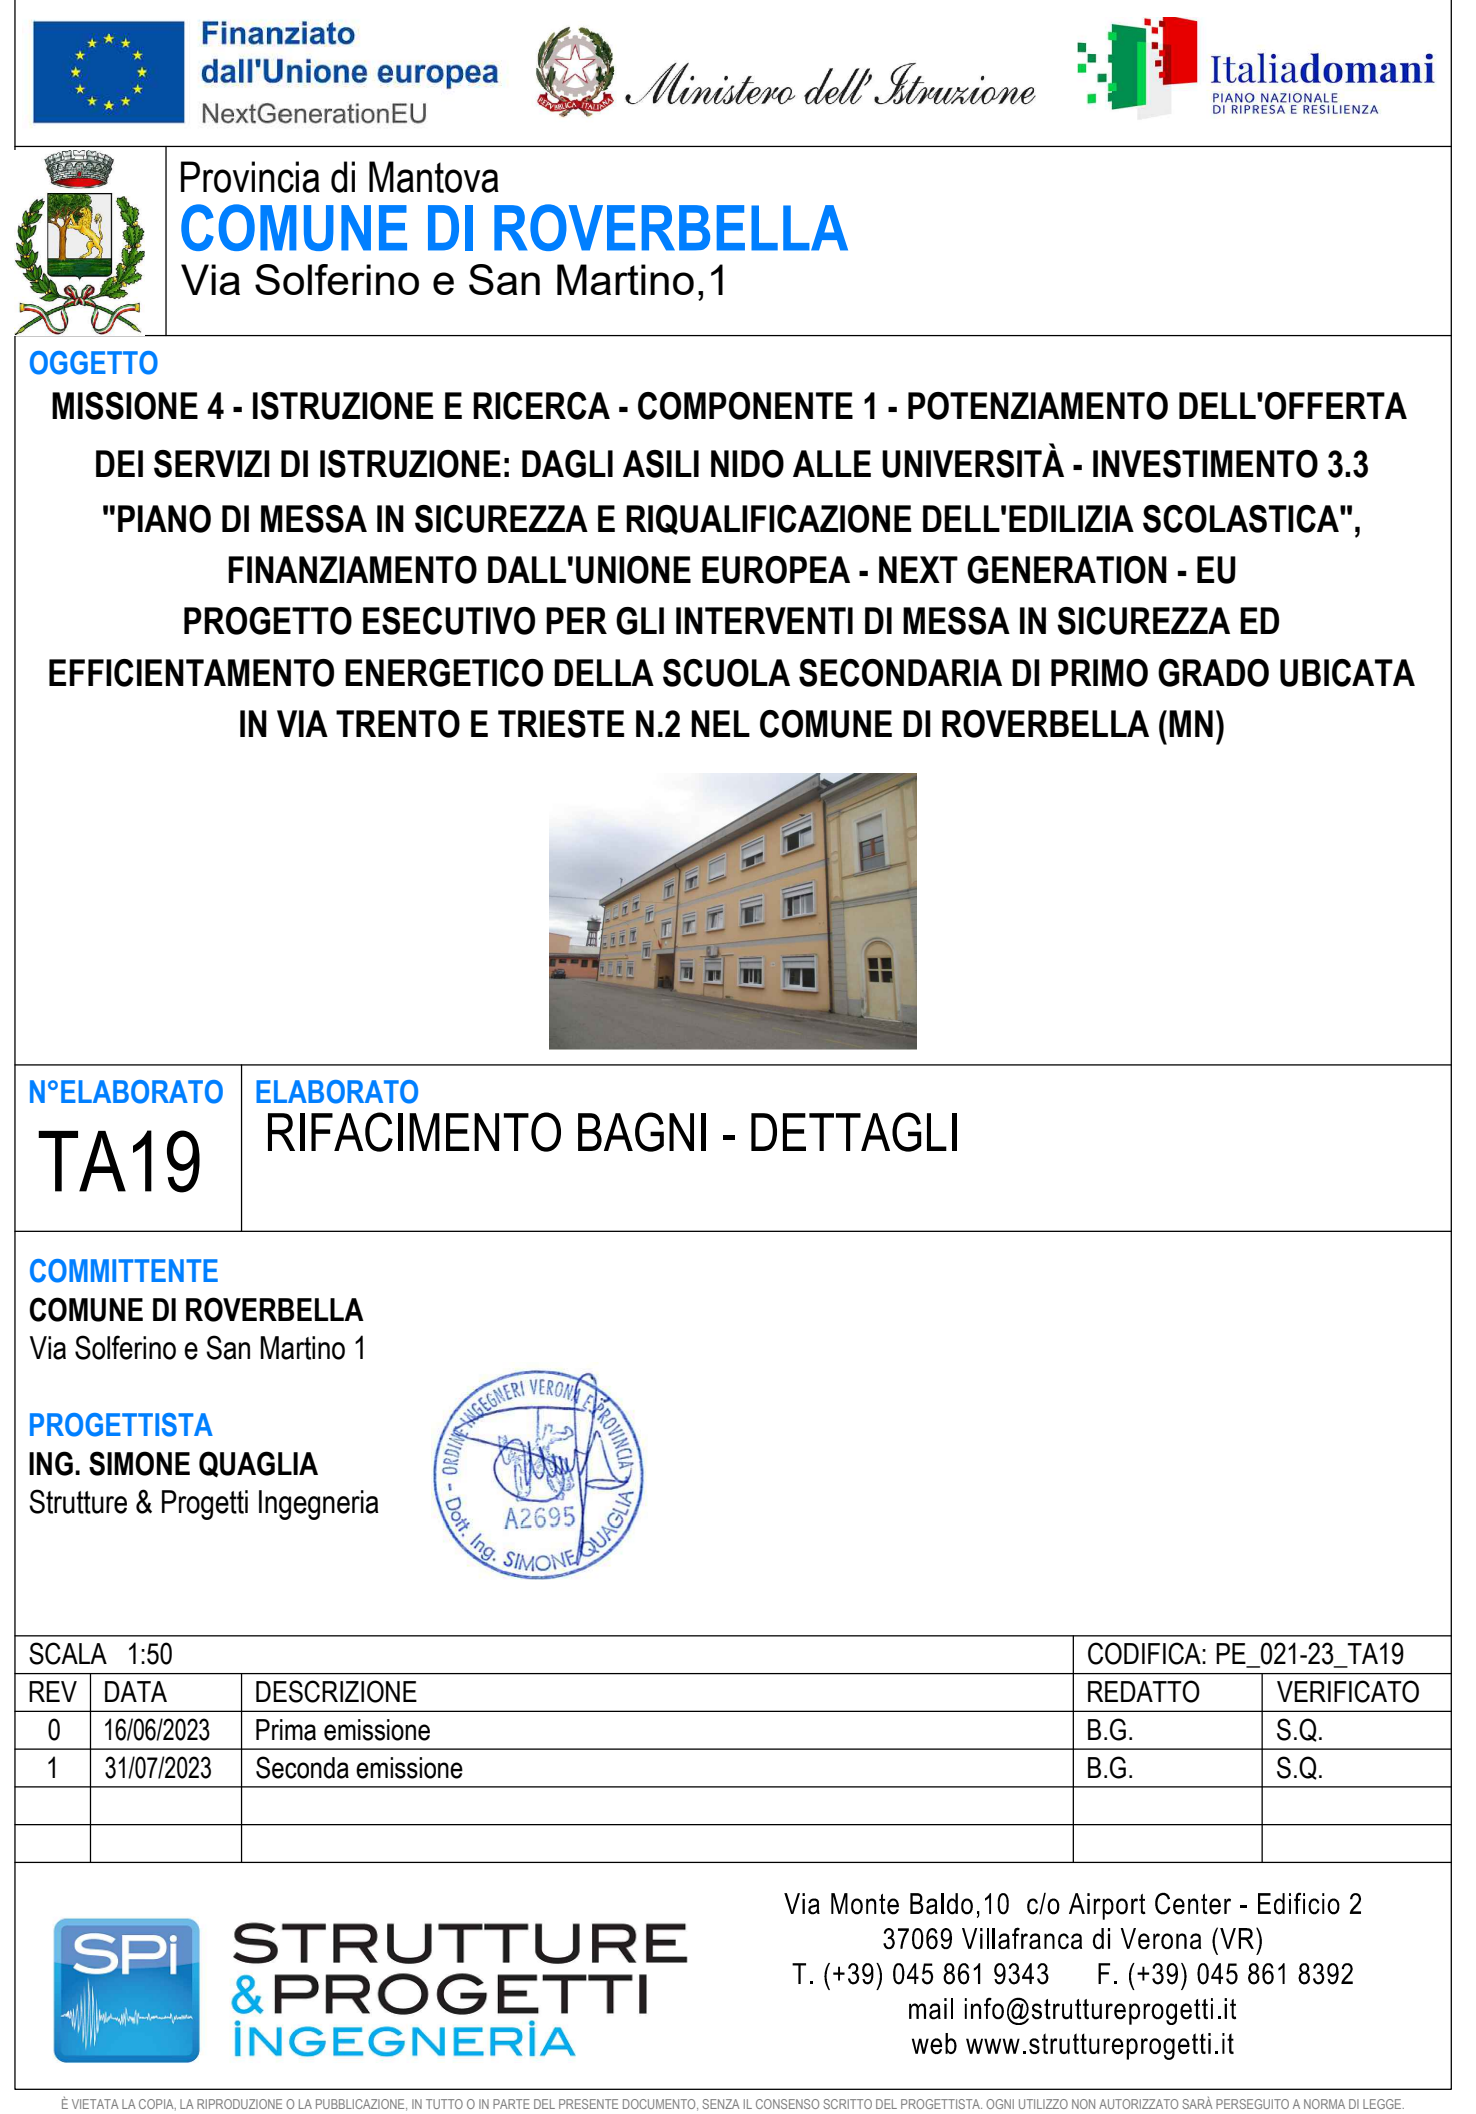 Finanziato
dall'Unione europea
NextGenerationEU
REPVBBLICA ITALIANA
Ministero dell'Istruzione
Italiadomani
PIANO NAZIONALE
DI RIPRESA E RESILIENZA
Provincia di Mantova
COMUNE DI ROVERBELLA
Via Solferino e San Martino,1
OGGETTO
MISSIONE 4 - ISTRUZIONE E RICERCA - COMPONENTE 1 - POTENZIAMENTO DELL'OFFERTA
DEI SERVIZI DI ISTRUZIONE: DAGLI ASILI NIDO ALLE UNIVERSITÀ - INVESTIMENTO 3.3
"PIANO DI MESSA IN SICUREZZA E RIQUALIFICAZIONE DELL'EDILIZIA SCOLASTICA",
FINANZIAMENTO DALL'UNIONE EUROPEA - NEXT GENERATION - EU
PROGETTO ESECUTIVO PER GLI INTERVENTI DI MESSA IN SICUREZZA ED
EFFICIENTAMENTO ENERGETICO DELLA SCUOLA SECONDARIA DI PRIMO GRADO UBICATA
IN VIA TRENTO E TRIESTE N.2 NEL COMUNE DI ROVERBELLA (MN)
N°ELABORATO
TA19
ELABORATO
RIFACIMENTO BAGNI - DETTAGLI
COMMITTENTE
COMUNE DI ROVERBELLA
Via Solferino e San Martino 1
PROGETTISTA
ING. SIMONE QUAGLIA
Strutture & Progetti Ingegneria
ORDINE INGEGNERI VERONA E PROVINCIA
A2695
Dott. Ing. SIMONE QUAGLIA
SCALA 1:50 CODIFICA: PE_021-23_TA19
REV DATA DESCRIZIONE REDATTO VERIFICATO
0 16/06/2023 Prima emissione B.G. S.Q.
1 31/07/2023 Seconda emissione B.G. S.Q.
SPi
STRUTTURE
&PROGETTI
iNGEGNERiA
Via Monte Baldo,10 c/o Airport Center - Edificio 2
37069 Villafranca di Verona (VR)
T. (+39) 045 861 9343 F. (+39) 045 861 8392
mail info@struttureprogetti.it
web www.struttureprogetti.it
È VIETATA LA COPIA, LA RIPRODUZIONE O LA PUBBLICAZIONE, IN TUTTO O IN PARTE DEL PRESENTE DOCUMENTO, SENZA IL CONSENSO SCRITTO DEL PROGETTISTA. OGNI UTILIZZO NON AUTORIZZATO SARÀ PERSEGUITO A NORMA DI LEGGE.